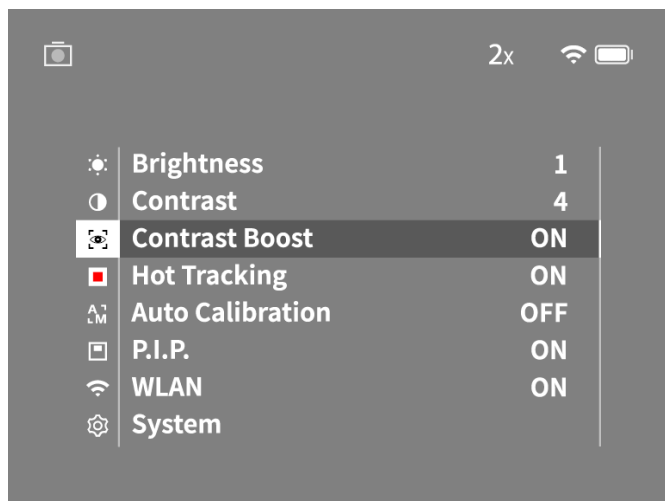 2x
Brightness 1
Contrast 4
Contrast Boost ON
Hot Tracking ON
Auto Calibration OFF
P.I.P. ON
WLAN ON
System